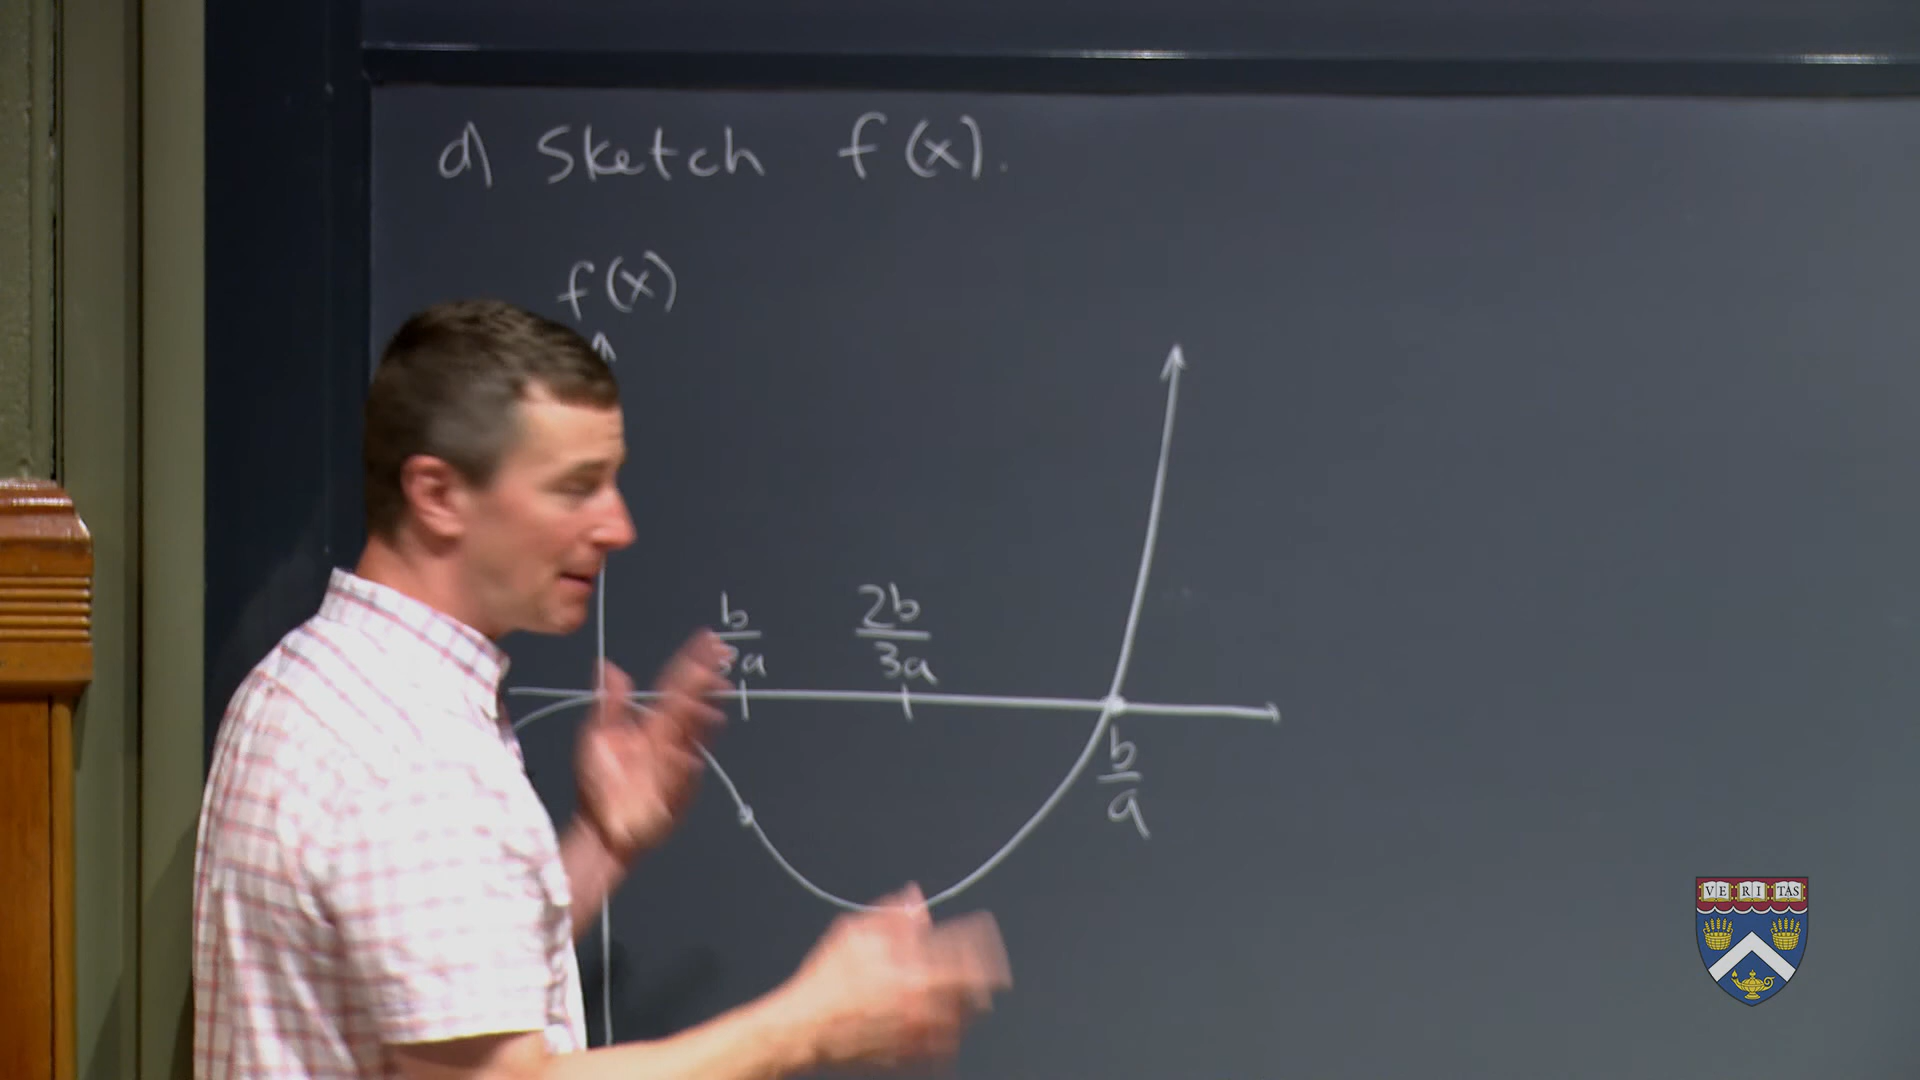 d) Sketch f(x).
f(x)
b/3a
2b/3a
b/a
VE RI TAS